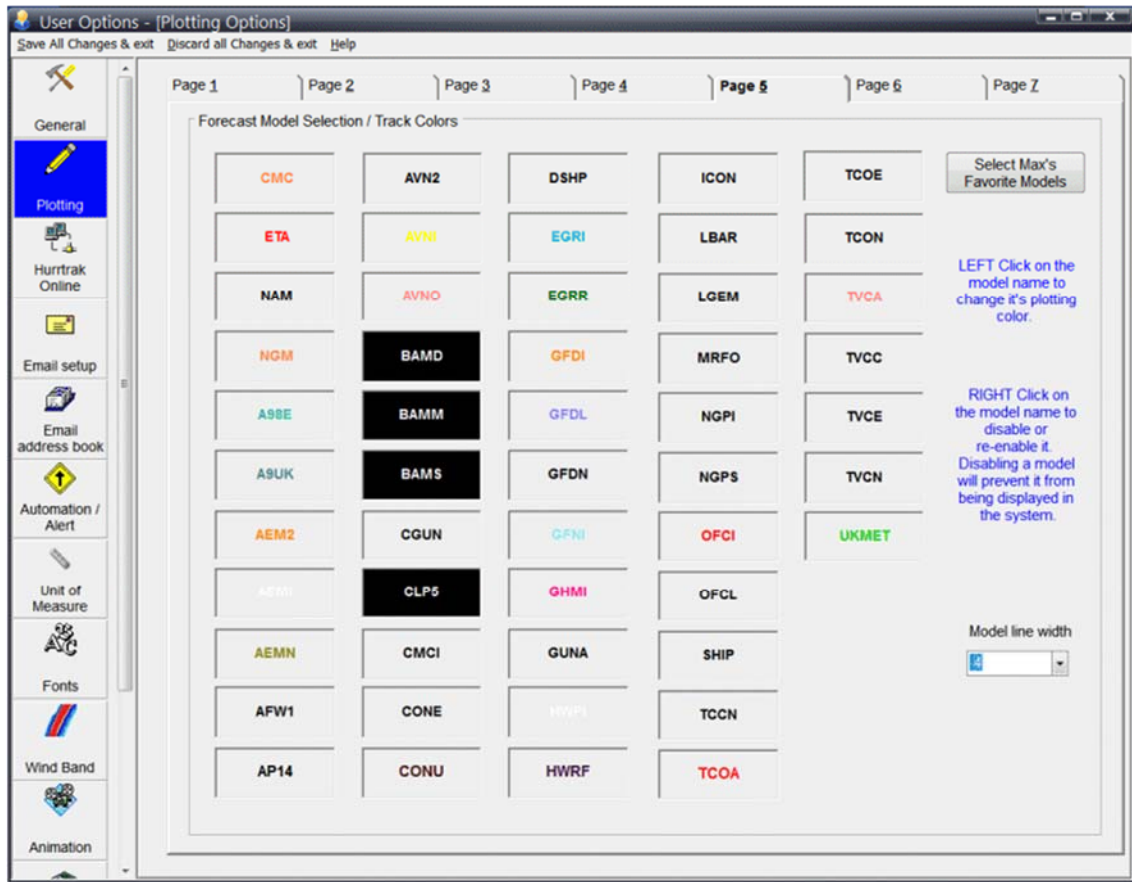 User Options - [Plotting Options]
Save All Changes & exit Discard all Changes & exit Help
General
Plotting
Hurrtrak
Online
Email setup
Email
address book
Automation /
Alert
Unit of
Measure
Fonts
Wind Band
Animation
Page 1 Page 2 Page 3 Page 4 Page 5 Page 6 Page 7
Forecast Model Selection / Track Colors
CMC AVN2 DSHP ICON TCOE
ETA AVNI EGRI LBAR TCON
NAM AVNO EGRR LGEM TVCA
NGM BAMD GFDI MRFO TVCC
A98E BAMM GFDL NGPI TVCE
A9UK BAMS GFDN NGPS TVCN
AEM2 CGUN GFNI OFCI UKMET
AEMI CLP5 GHMI OFCL
AEMN CMCI GUNA SHIP
AFW1 CONE HWFI TCCN
AP14 CONU HWRF TCOA
Select Max's
Favorite Models
LEFT Click on the
model name to
change it's plotting
color.
RIGHT Click on
the model name to
disable or
re-enable it.
Disabling a model
will prevent it from
being displayed in
the system.
Model line width
4